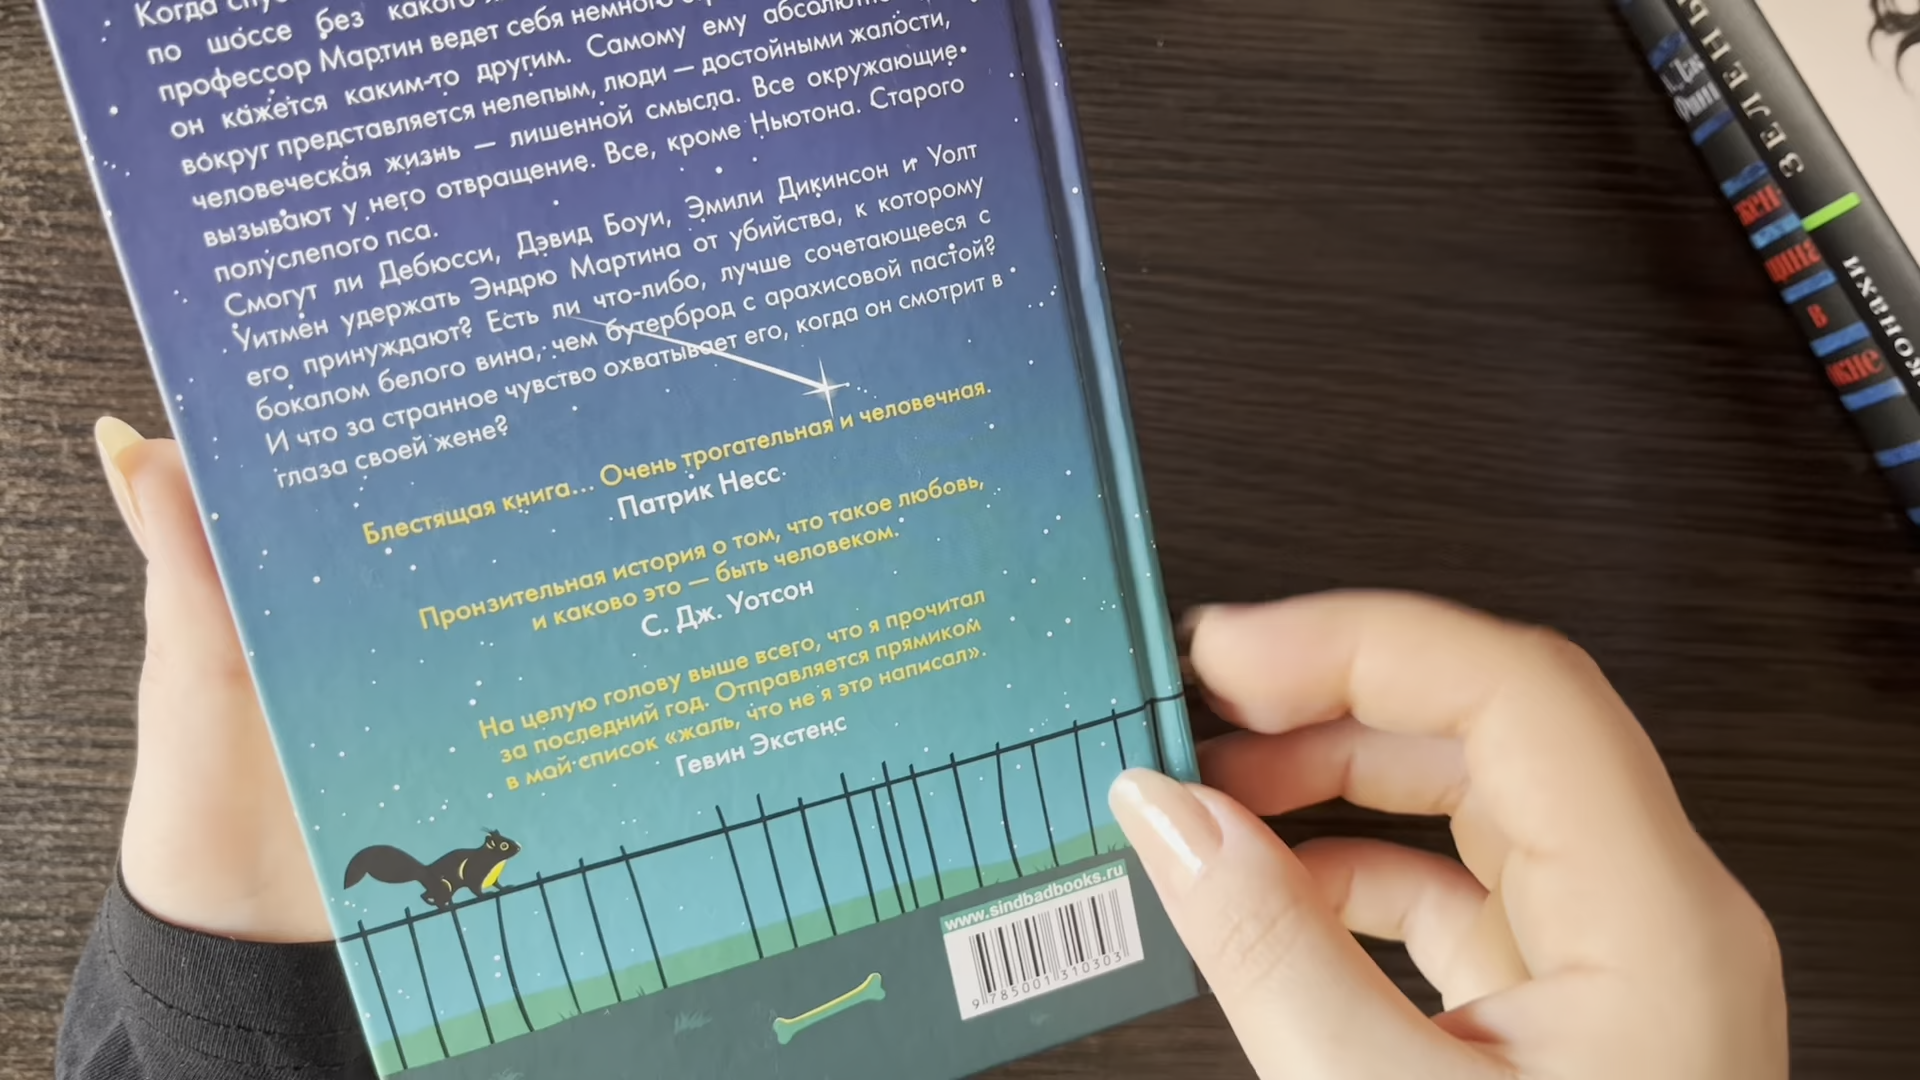 Когда
по шоссе без
профессор Мартин ведет себя немного
он кажется каким-то другим. Самому ему
вокруг представляется нелепым, люди — достойными жалости,
человеческая жизнь — лишенной смысла. Все окружающие
вызывают у него отвращение. Все, кроме Ньютона. Старого
полуслепого пса.
Смогут ли Дебюсси, Дэвид Боуи, Эмили Дикинсон и Уолт
Уитмен удержать Эндрю Мартина от убийства, к которому
его принуждают? Есть ли что-либо, лучше сочетающееся с
бокалом белого вина, чем бутерброд с арахисовой пастой?
И что за странное чувство охватывает его, когда он смотрит в
глаза своей жене?
Блестящая книга... Очень трогательная и человечная.
Патрик Несс
Пронзительная история о том, что такое любовь,
и каково это — быть человеком.
С. Дж. Уотсон
На целую голову выше всего, что я прочитал
за последний год. Отправляется прямиком
в мой список «жаль, что не я это написал».
Гевин Экстенс
www.sindbadbooks.ru
9 785001 310303
в
окне